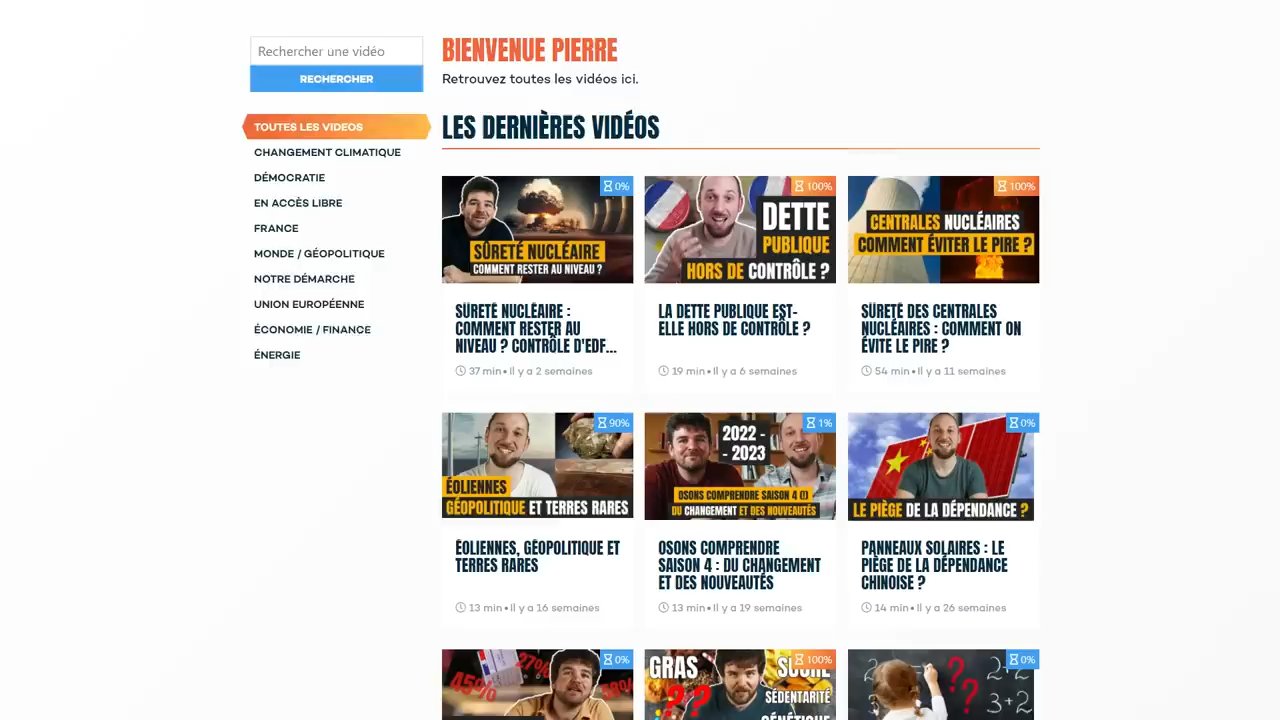 Rechercher une vidéo
RECHERCHER
TOUTES LES VIDEOS
CHANGEMENT CLIMATIQUE
DÉMOCRATIE
EN ACCÈS LIBRE
FRANCE
MONDE / GÉOPOLITIQUE
NOTRE DÉMARCHE
UNION EUROPÉENNE
ÉCONOMIE / FINANCE
ÉNERGIE
BIENVENUE PIERRE
Retrouvez toutes les vidéos ici.
LES DERNIÈRES VIDÉOS
0%
SÛRETÉ NUCLÉAIRE
COMMENT RESTER AU NIVEAU ?
SÛRETÉ NUCLÉAIRE :
COMMENT RESTER AU
NIVEAU ? CONTRÔLE D'EDF...
37 min • Il y a 2 semaines
100%
DETTE
PUBLIQUE
HORS DE CONTRÔLE ?
LA DETTE PUBLIQUE EST-
ELLE HORS DE CONTRÔLE ?
19 min • Il y a 6 semaines
100%
CENTRALES NUCLÉAIRES
COMMENT ÉVITER LE PIRE ?
SÛRETÉ DES CENTRALES
NUCLÉAIRES : COMMENT ON
ÉVITE LE PIRE ?
54 min • Il y a 11 semaines
90%
ÉOLIENNES
GÉOPOLITIQUE ET TERRES RARES
ÉOLIENNES, GÉOPOLITIQUE ET
TERRES RARES
13 min • Il y a 16 semaines
1%
2022 -
- 2023
OSONS COMPRENDRE SAISON 4 (!)
DU CHANGEMENT ET DES NOUVEAUTÉS
OSONS COMPRENDRE
SAISON 4 : DU CHANGEMENT
ET DES NOUVEAUTÉS
13 min • Il y a 19 semaines
0%
LE PIÈGE DE LA DÉPENDANCE ?
PANNEAUX SOLAIRES : LE
PIÈGE DE LA DÉPENDANCE
CHINOISE ?
14 min • Il y a 26 semaines
0%
27%
45%
100%
GRAS
SUCRE
??
SÉDENTARITÉ
GÉNÉTIQUE
0%
2+2
??
3+2